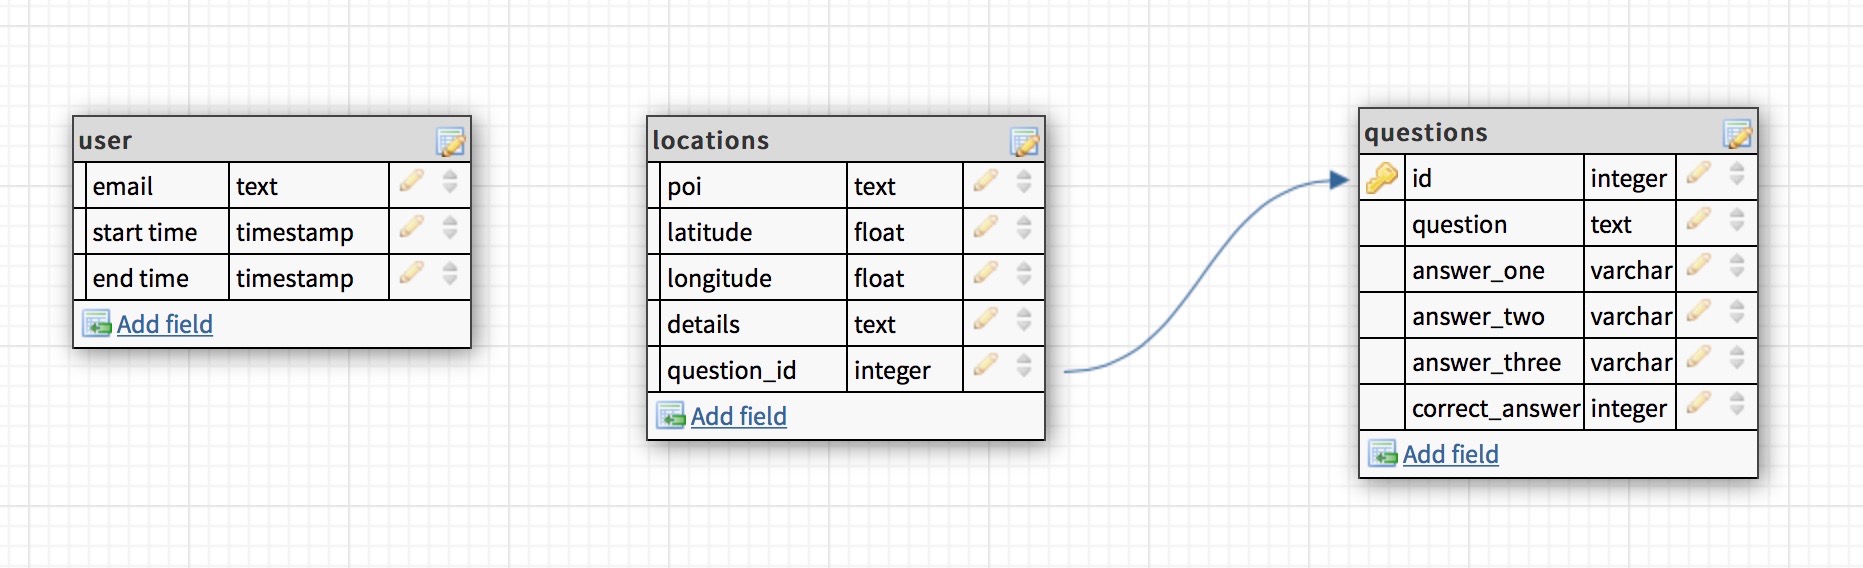 user
email text
start time timestamp
end time timestamp
Add field
locations
poi text
latitude float
longitude float
details text
question_id integer
Add field
questions
id integer
question text
answer_one varchar
answer_two varchar
answer_three varchar
correct_answer integer
Add field